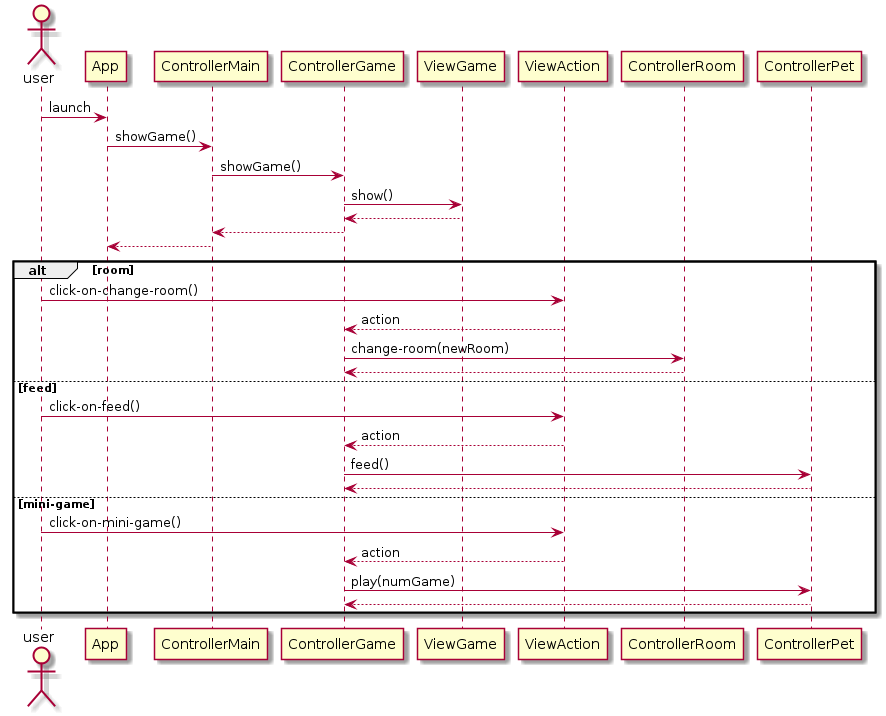 user
App
ControllerMain
ControllerGame
ViewGame
ViewAction
ControllerRoom
ControllerPet
launch
showGame()
showGame()
show()
alt
[room]
click-on-change-room()
action
change-room(newRoom)
[feed]
click-on-feed()
action
feed()
[mini-game]
click-on-mini-game()
action
play(numGame)
user
App
ControllerMain
ControllerGame
ViewGame
ViewAction
ControllerRoom
ControllerPet